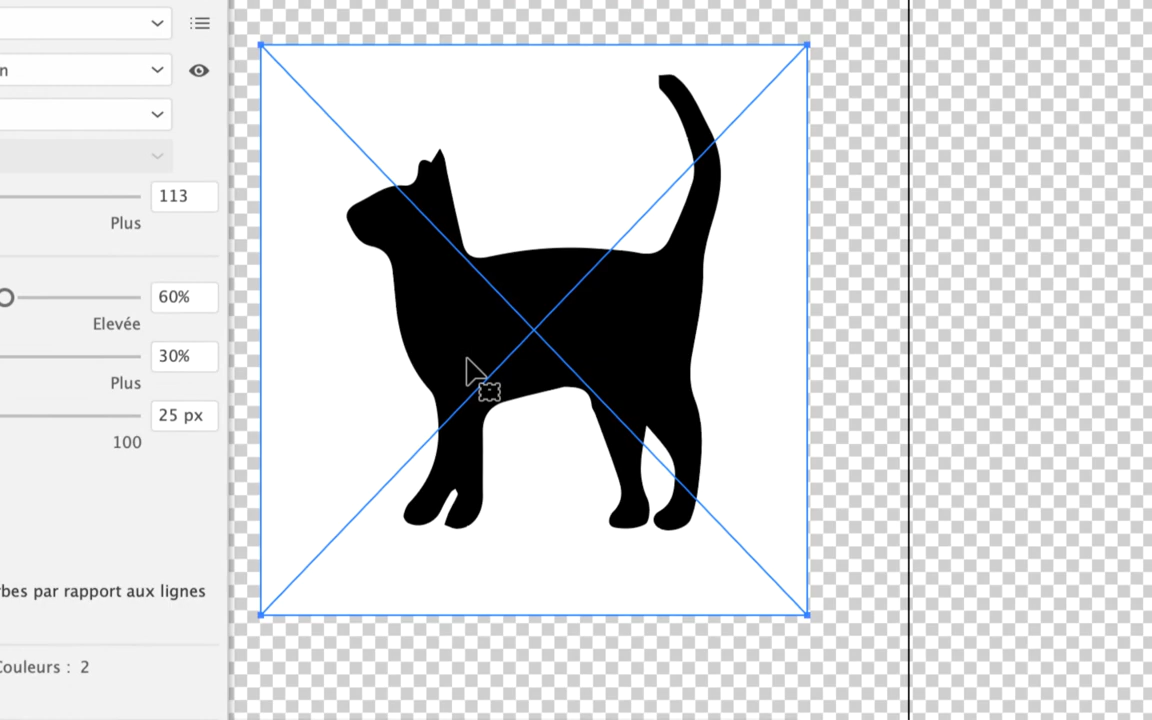 n
113
Plus
60%
Elevée
30%
Plus
25 px
100
bes par rapport aux lignes
Couleurs : 2